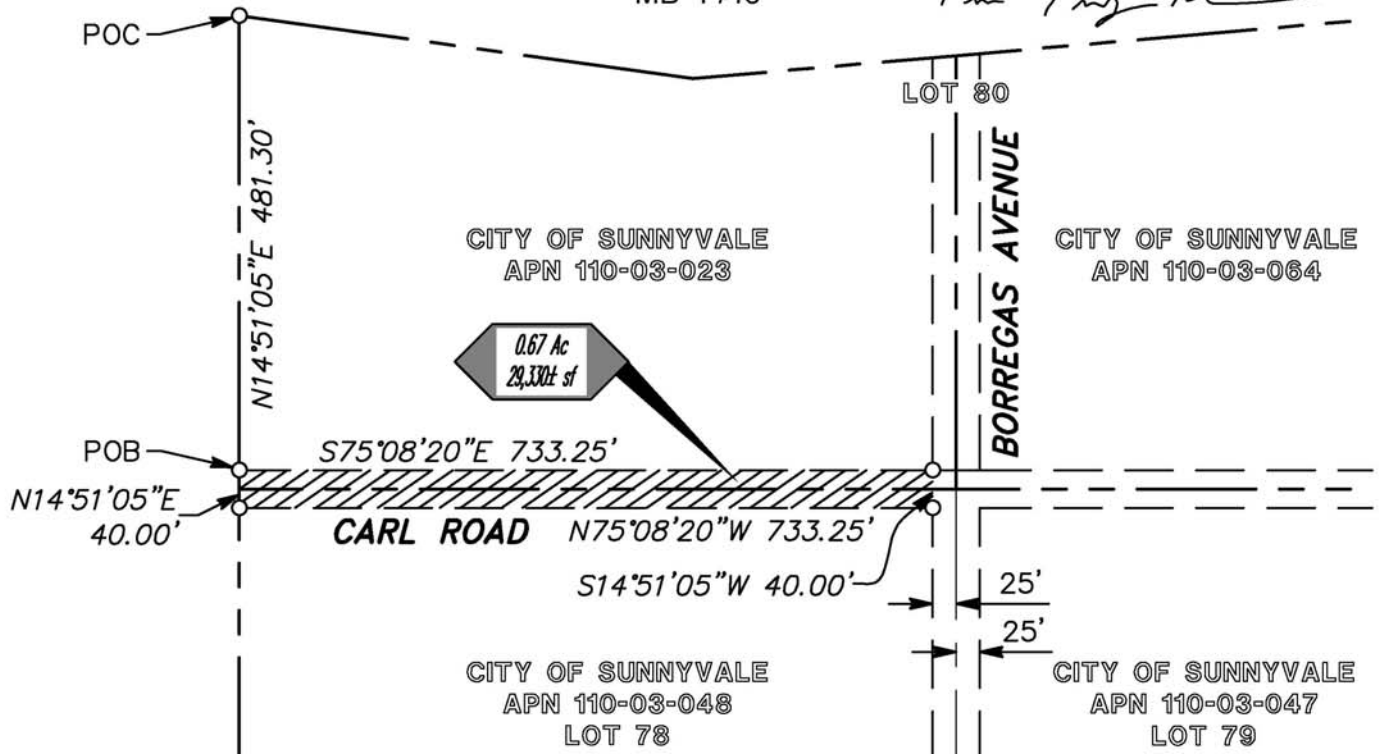 POC
LOT 80
N14°51'05"E 481.30'
BORREGAS AVENUE
CITY OF SUNNYVALE
APN 110-03-023
CITY OF SUNNYVALE
APN 110-03-064
0.67 Ac
29,330± sf
POB
S75°08'20"E 733.25'
N14°51'05"E
40.00'
CARL ROAD
N75°08'20"W 733.25'
S14°51'05"W 40.00'
25'
25'
CITY OF SUNNYVALE
APN 110-03-048
LOT 78
CITY OF SUNNYVALE
APN 110-03-047
LOT 79